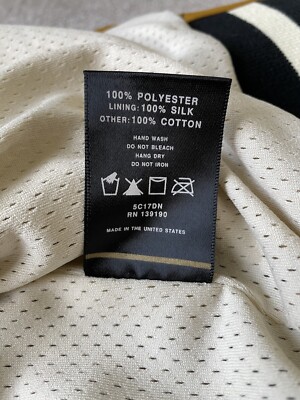 100% POLYESTER
LINING: 100% SILK
OTHER: 100% COTTON
HAND WASH
DO NOT BLEACH
HANG DRY
DO NOT IRON
5C17DN
RN 139190
MADE IN THE UNITED STATES